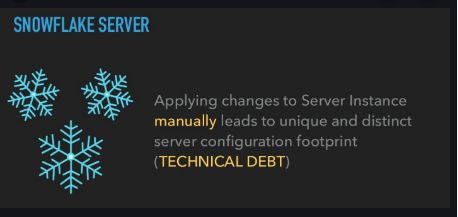 SNOWFLAKE SERVER
Applying changes to Server Instance
manually leads to unique and distinct
server configuration footprint
(TECHNICAL DEBT)